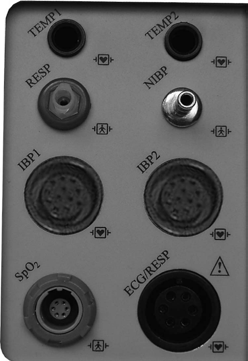 TEMP1 TEMP2
RESP NIBP
IBP1 IBP2
SpO₂ ECG/RESP